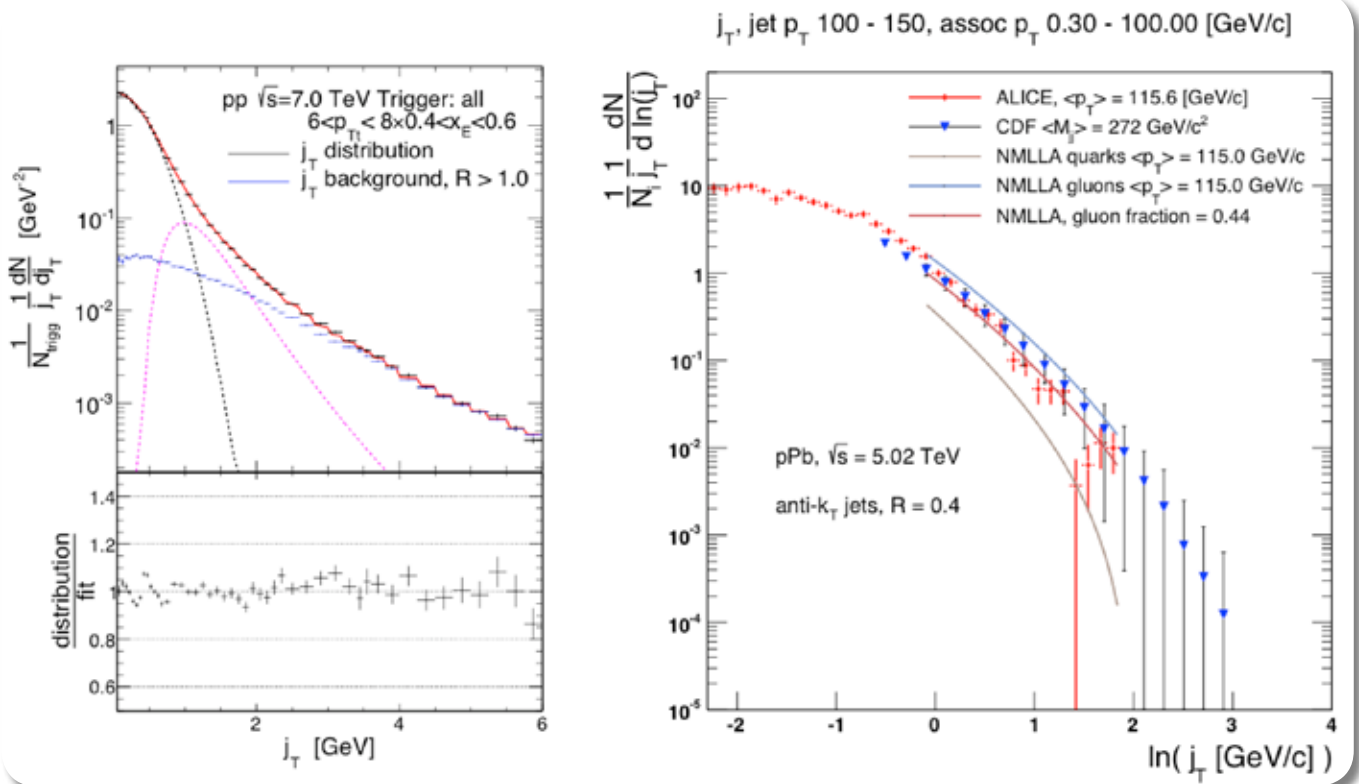 j_T, jet p_T 100 - 150, assoc p_T 0.30 - 100.00 [GeV/c]
pp √s=7.0 TeV Trigger: all
6<p_Tt< 8×0.4<x_E<0.6
j_T distribution
j_T background, R > 1.0
1/N_trigg 1/j_T dN/dj_T [GeV⁻²]
1
10⁻¹
10⁻²
10⁻³
distribution/fit
1.4
1.2
1
0.8
0.6
2
4
6
j_T [GeV]
1/N_j 1/j_T dN/d ln(j_T)
10²
10
1
10⁻¹
10⁻²
10⁻³
10⁻⁴
10⁻⁵
ALICE, <p_T> = 115.6 [GeV/c]
CDF <M_jj> = 272 GeV/c²
NMLLA quarks <p_T> = 115.0 GeV/c
NMLLA gluons <p_T> = 115.0 GeV/c
NMLLA, gluon fraction = 0.44
pPb, √s = 5.02 TeV
anti-k_T jets, R = 0.4
-2
-1
0
1
2
3
4
ln( j_T [GeV/c] )